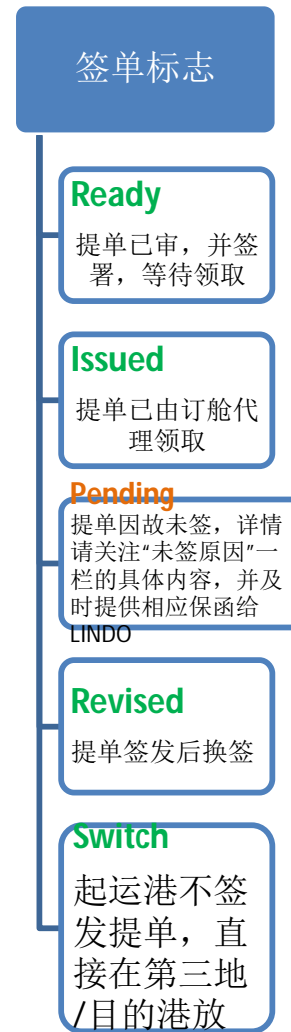 签单标志
Ready
提单已审，并签
署，等待领取
Issued
提单已由订舱代
理领取
Pending
提单因故未签，详情
请关注“未签原因”一
栏的具体内容，并及
时提供相应保函给
LINDO
Revised
提单签发后换签
Switch
起运港不签
发提单，直
接在第三地
/目的港放